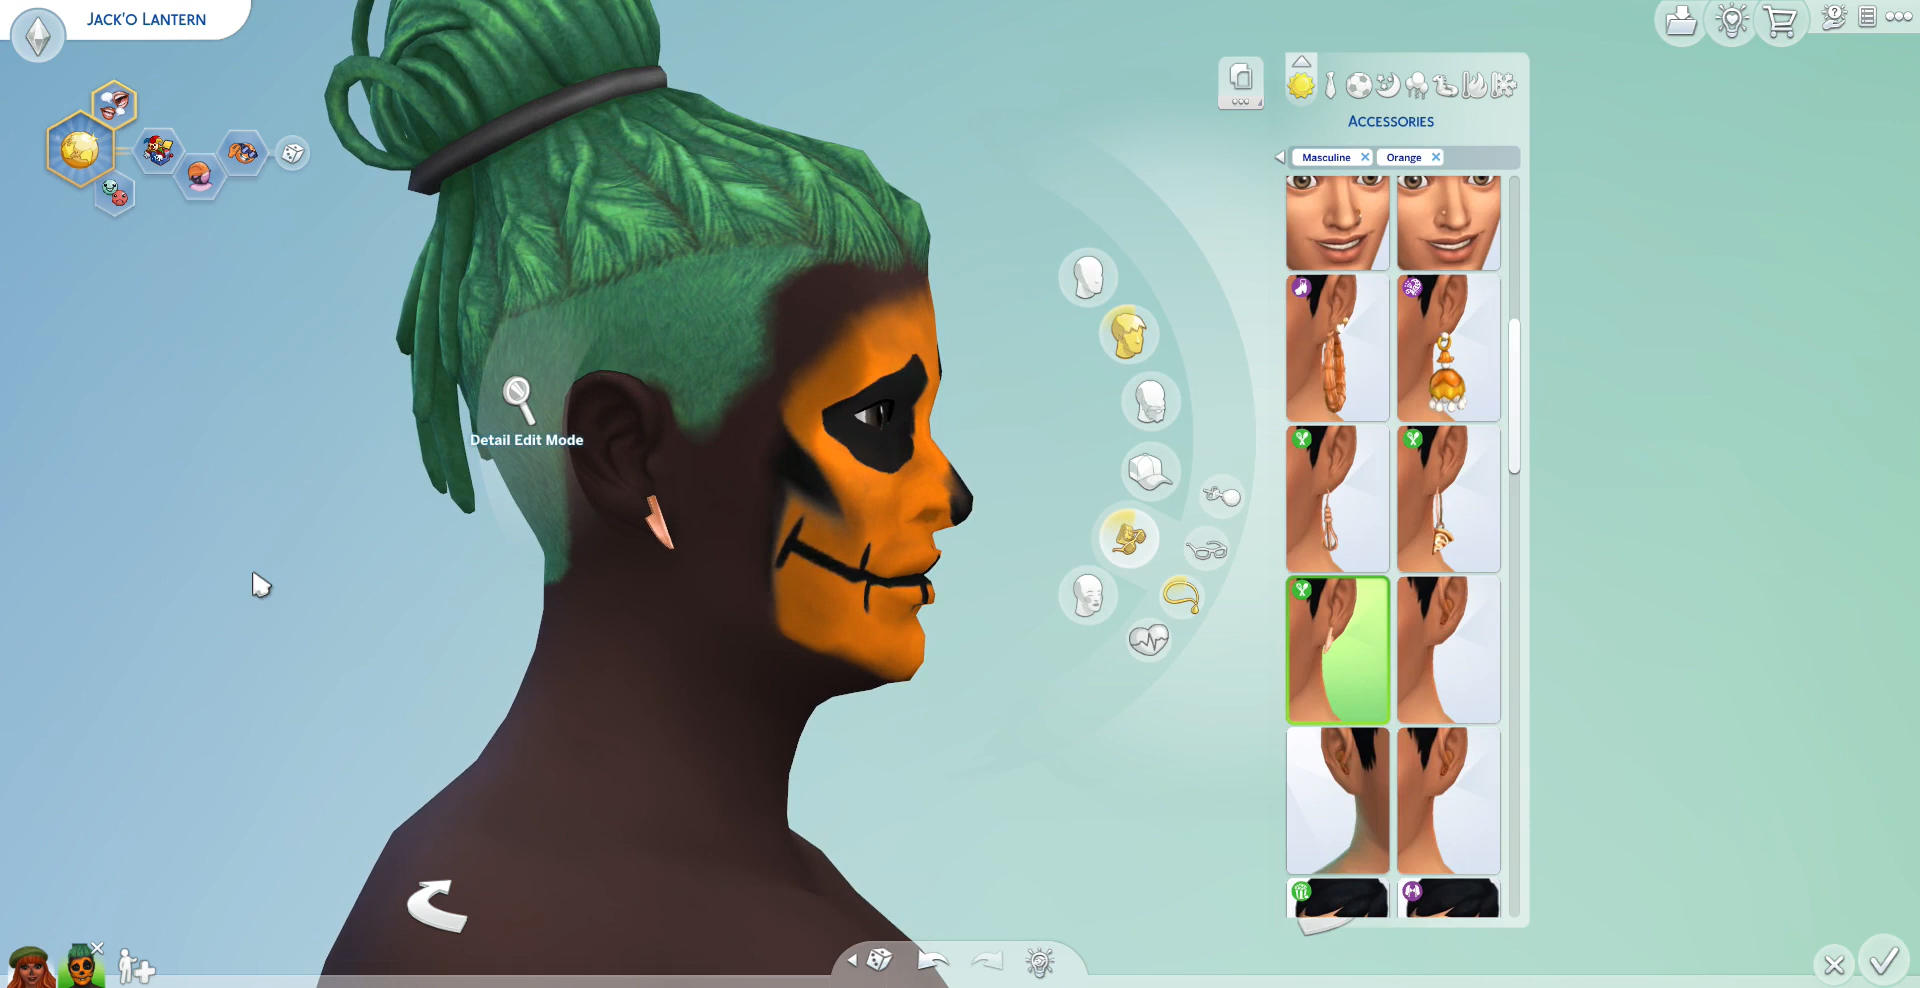 Jack'O Lantern
Accessories
Masculine
Orange
Detail Edit Mode